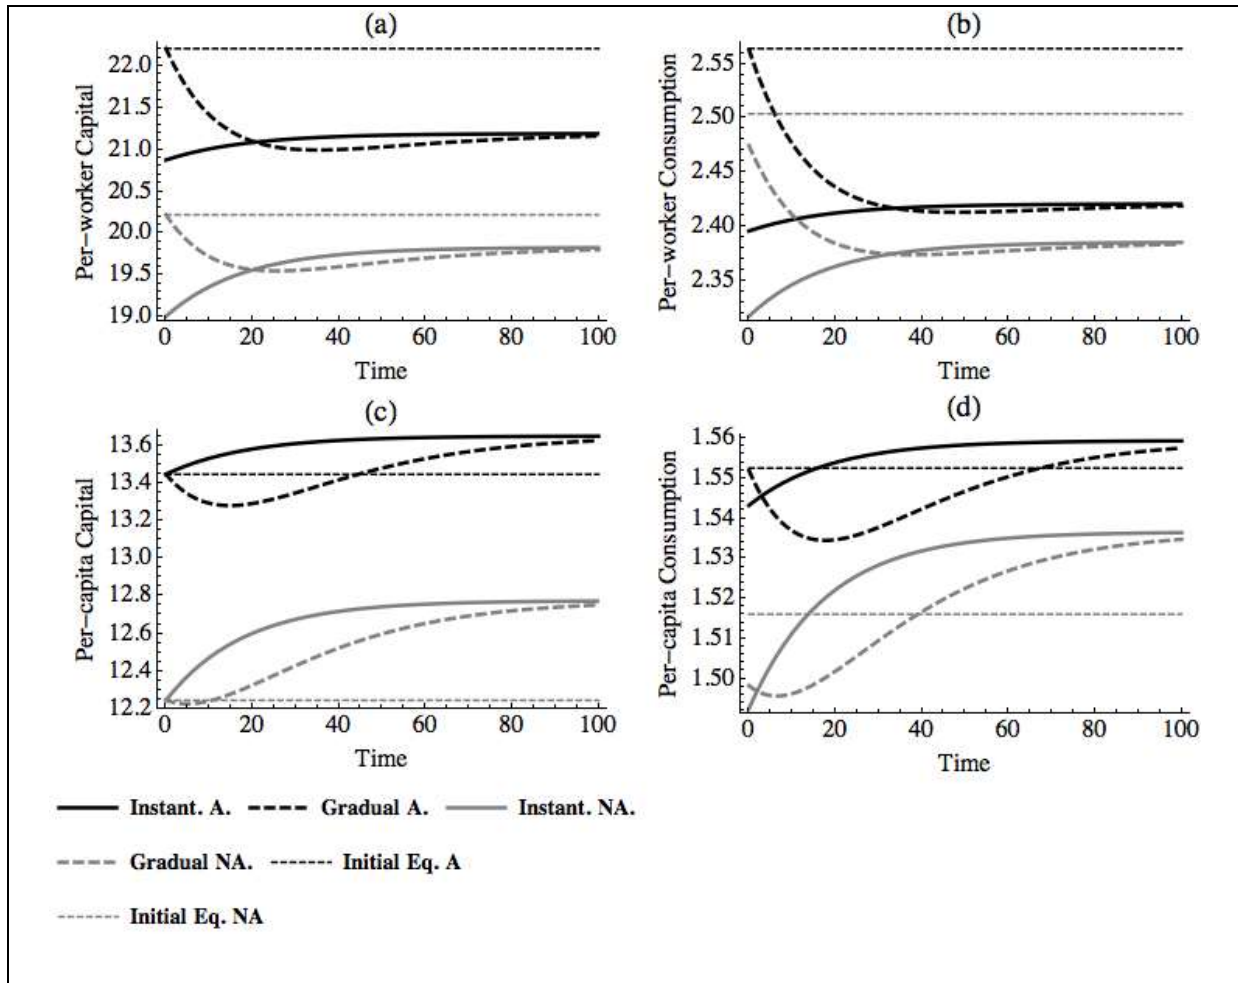 (a)
Per-worker Capital
22.0
21.5
21.0
20.5
20.0
19.5
19.0
0 20 40 60 80 100
Time
(b)
Per-worker Consumption
2.55
2.50
2.45
2.40
2.35
0 20 40 60 80 100
Time
(c)
Per-capita Capital
13.6
13.4
13.2
13.0
12.8
12.6
12.4
12.2
0 20 40 60 80 100
Time
(d)
Per-capita Consumption
1.56
1.55
1.54
1.53
1.52
1.51
1.50
0 20 40 60 80 100
Time
Instant. A. Gradual A. Instant. NA.
Gradual NA. Initial Eq. A
Initial Eq. NA